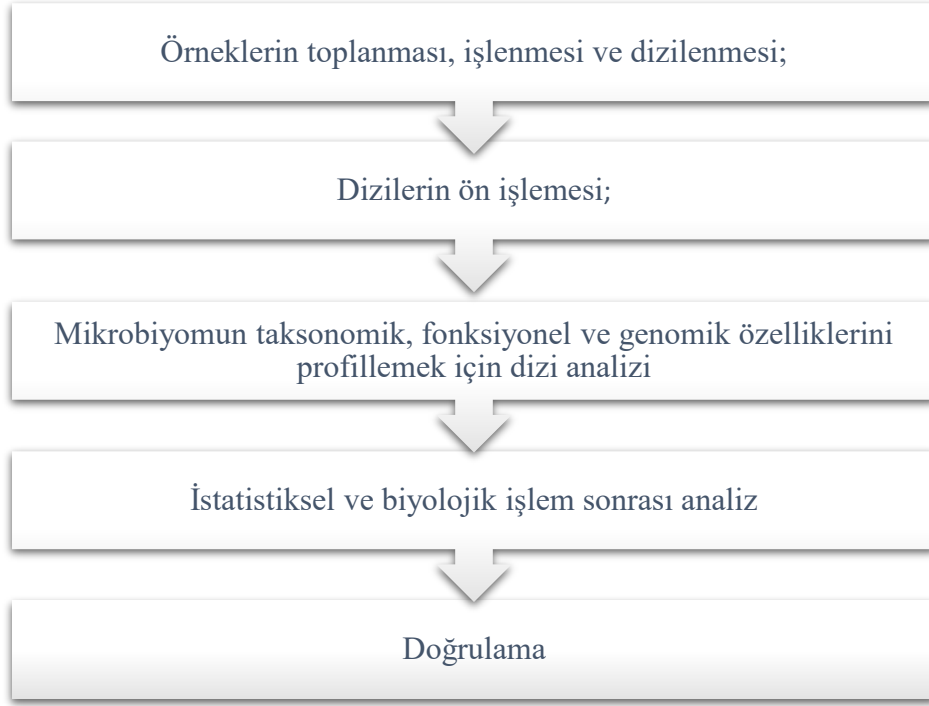 Örneklerin toplanması, işlenmesi ve dizilenmesi;
Dizilerin ön işlemesi;
Mikrobiyomun taksonomik, fonksiyonel ve genomik özelliklerini
profillemek için dizi analizi
İstatistiksel ve biyolojik işlem sonrası analiz
Doğrulama